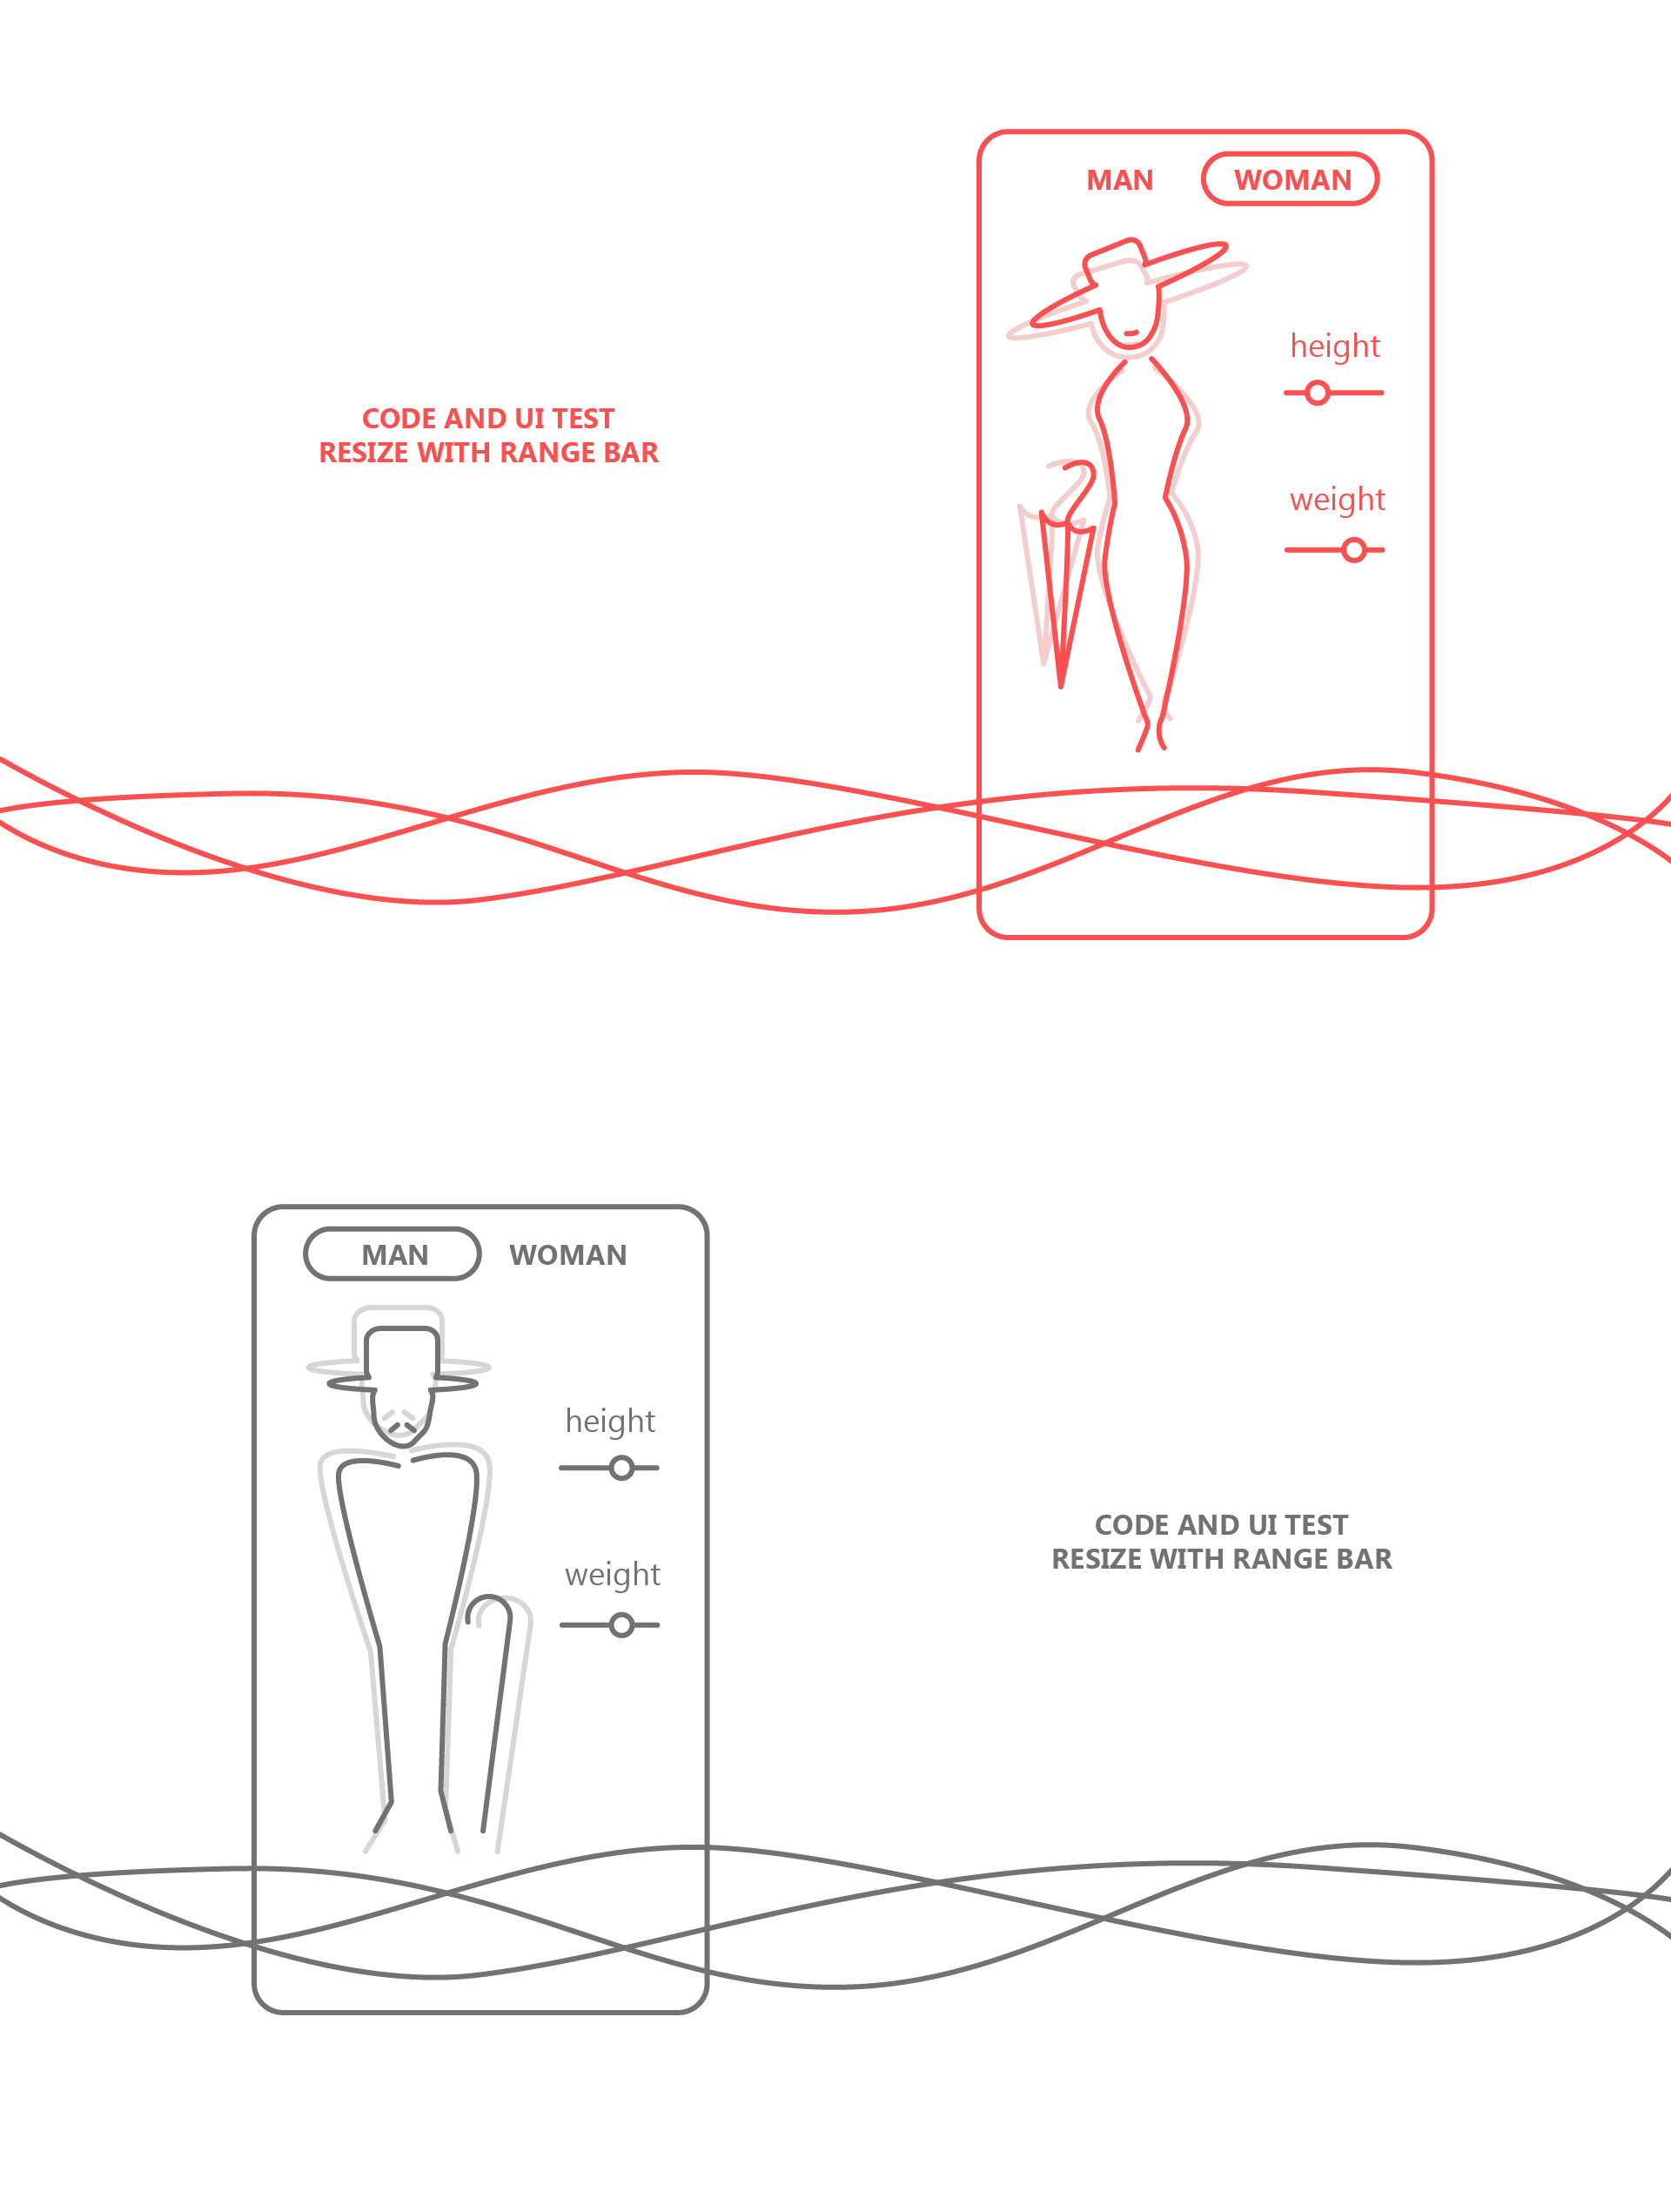 MAN WOMAN
height
CODE AND UI TEST
RESIZE WITH RANGE BAR
weight
MAN WOMAN
height
weight
CODE AND UI TEST
RESIZE WITH RANGE BAR